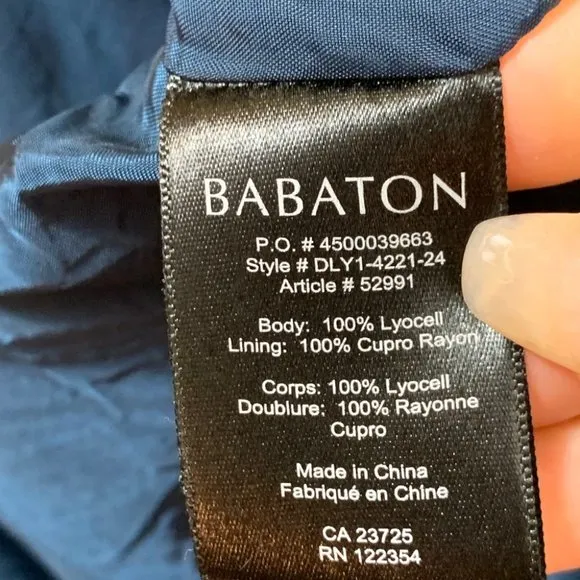 BABATON
P.O. # 4500039663
Style # DLY1-4221-24
Article # 52991
Body: 100% Lyocell
Lining: 100% Cupro Rayon
Corps: 100% Lyocell
Doublure: 100% Rayonne
Cupro
Made in China
Fabriqué en Chine
CA 23725
RN 122354